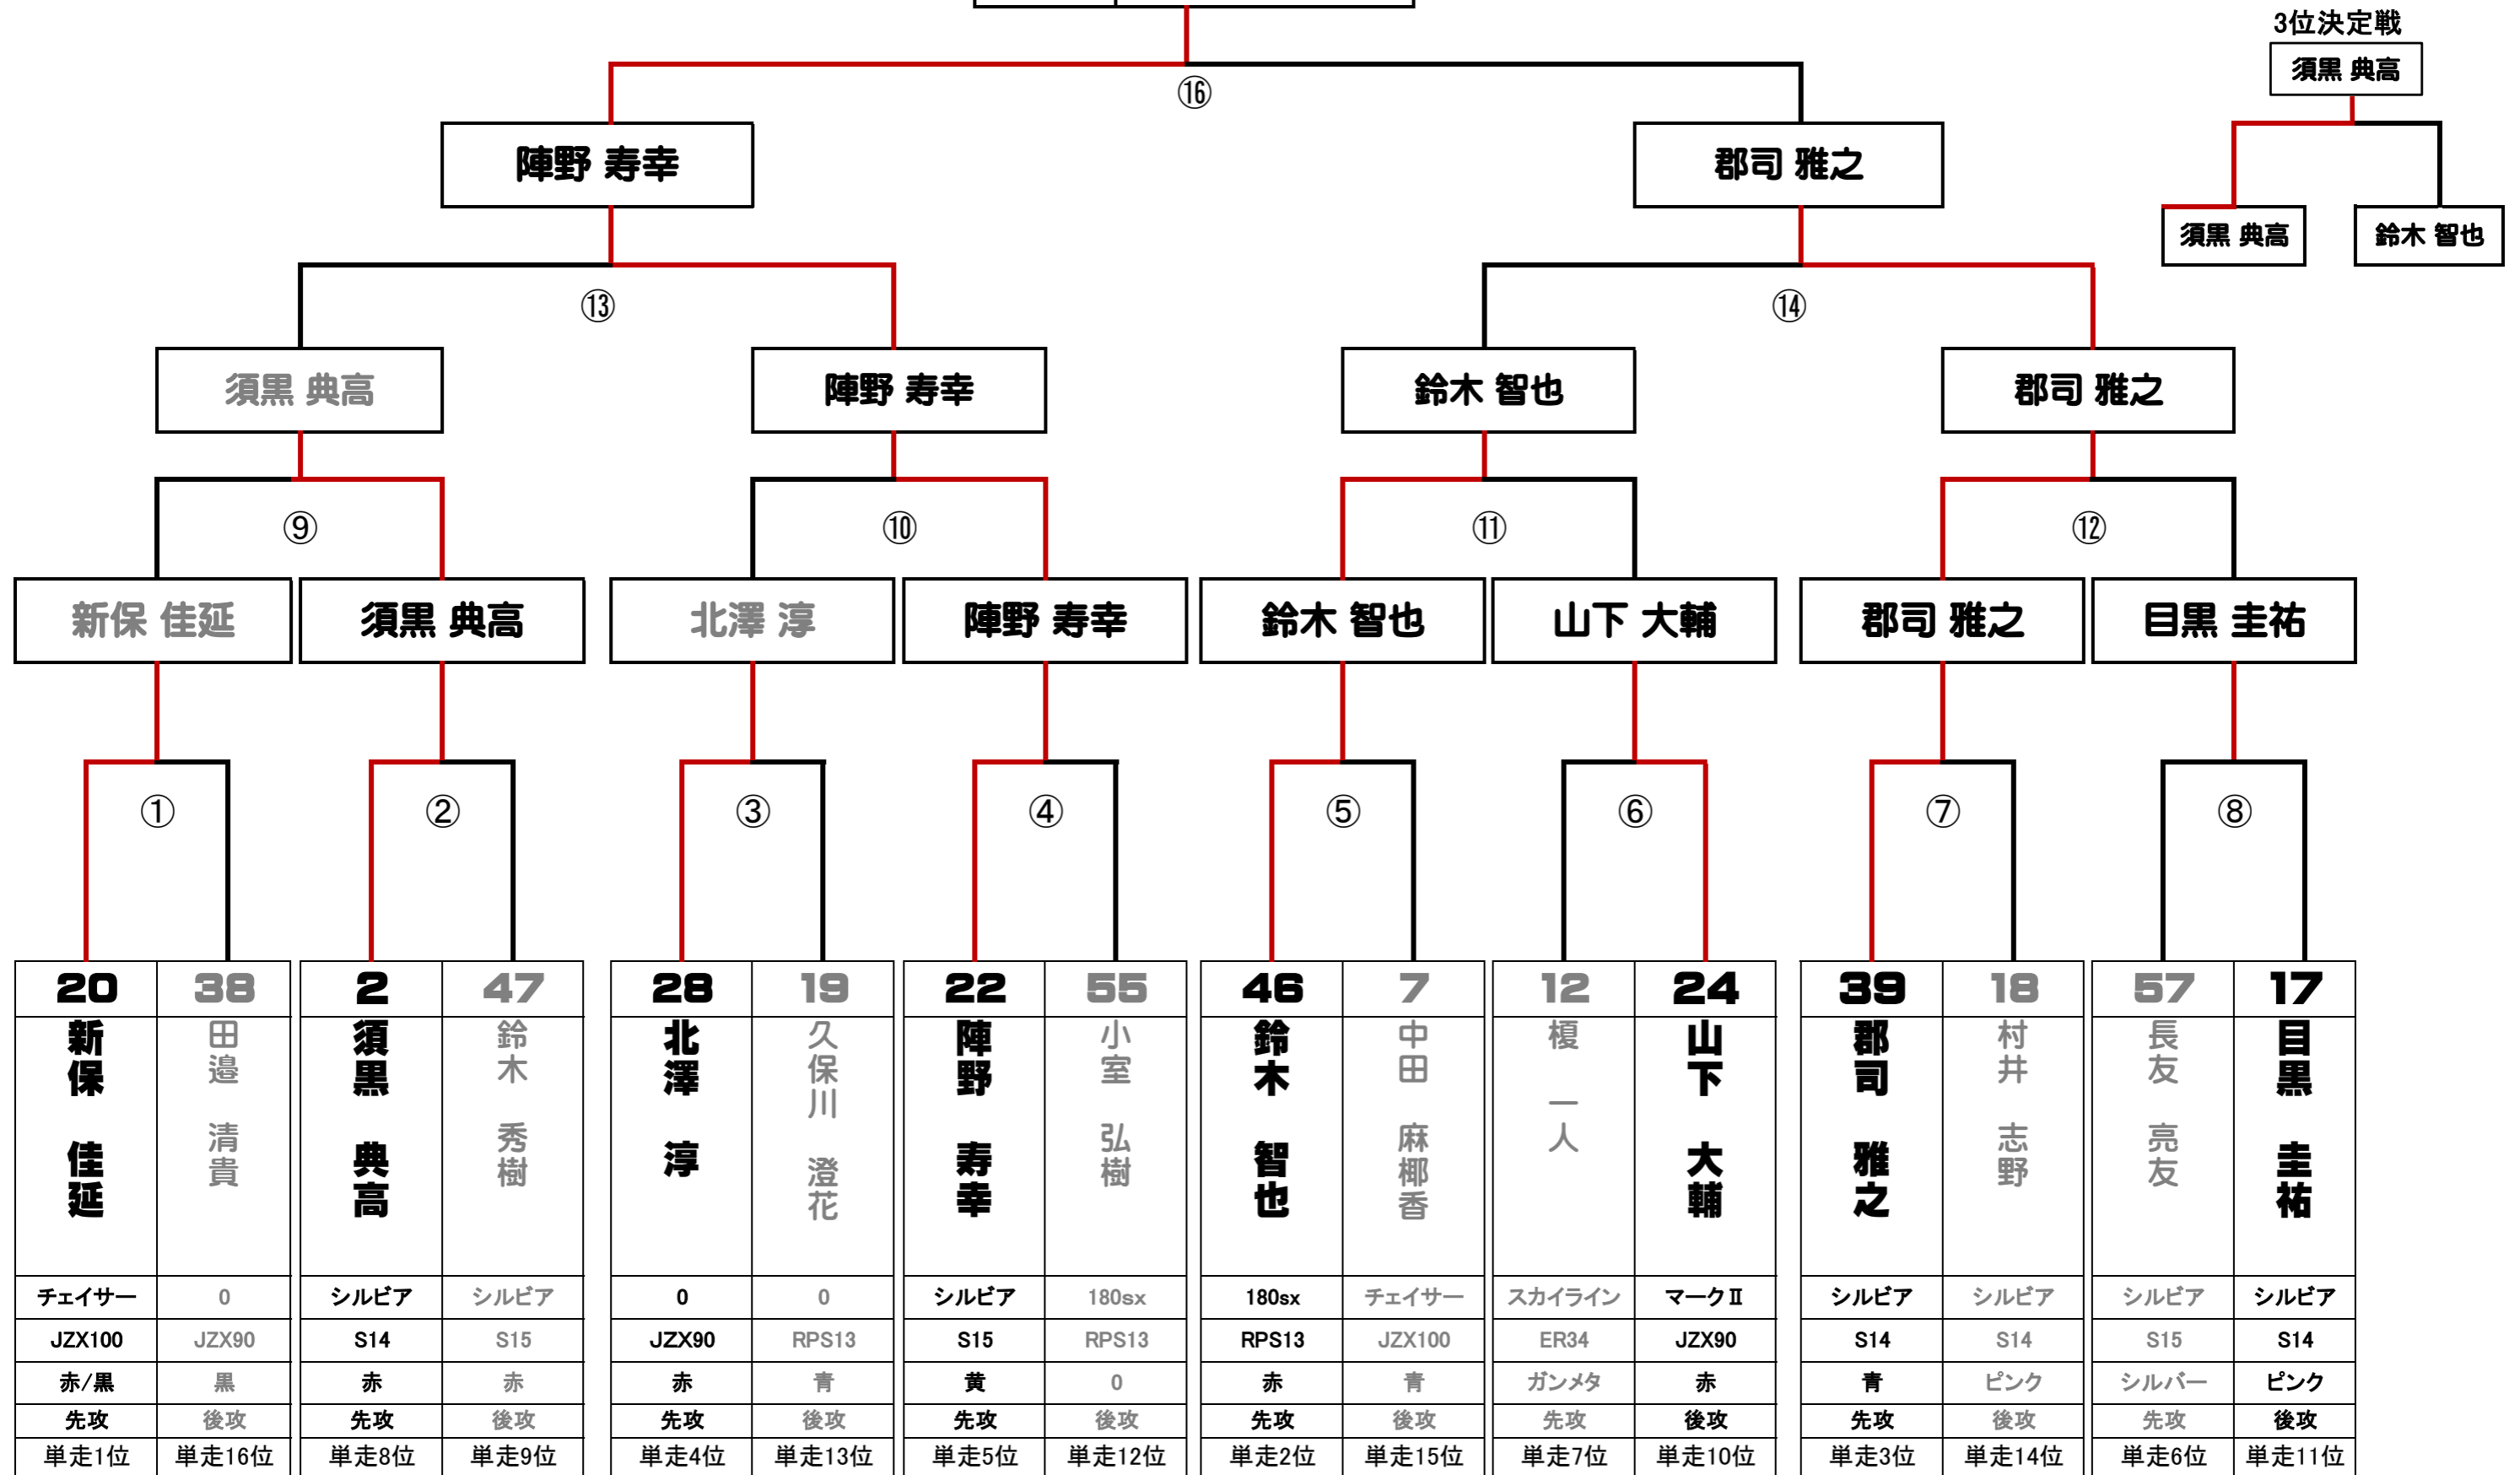 3位決定戦
須黒 典高
⑯
陣野 寿幸
郡司 雅之
須黒 典高
鈴木 智也
⑬
⑭
須黒 典高
陣野 寿幸
鈴木 智也
郡司 雅之
⑨
⑩
⑪
⑫
新保 佳延
須黒 典高
北澤 淳
陣野 寿幸
鈴木 智也
山下 大輔
郡司 雅之
目黒 圭祐
①
②
③
④
⑤
⑥
⑦
⑧
20 38 2 47 28 19 22 55 46 7 12 24 39 18 57 17
新保 佳延
田邉 清貴
須黒 典高
鈴木 秀樹
北澤 淳
久保川 澄花
陣野 寿幸
小室 弘樹
鈴木 智也
中田 麻椰香
榎 一人
山下 大輔
郡司 雅之
村井 志野
長友 亮友
目黒 圭祐
チェイサー 0 シルビア シルビア 0 0 シルビア 180sx 180sx チェイサー スカイライン マークⅡ シルビア シルビア シルビア シルビア
JZX100 JZX90 S14 S15 JZX90 RPS13 S15 RPS13 RPS13 JZX100 ER34 JZX90 S14 S14 S15 S14
赤/黒 黒 赤 赤 赤 青 黄 0 赤 青 ガンメタ 赤 青 ピンク シルバー ピンク
先攻 後攻 先攻 後攻 先攻 後攻 先攻 後攻 先攻 後攻 先攻 後攻 先攻 後攻 先攻 後攻
単走1位 単走16位 単走8位 単走9位 単走4位 単走13位 単走5位 単走12位 単走2位 単走15位 単走7位 単走10位 単走3位 単走14位 単走6位 単走11位